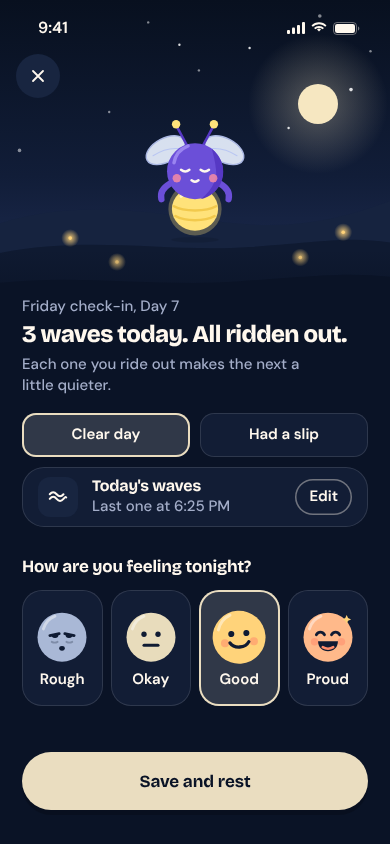 9:41
Friday check-in, Day 7
3 waves today. All ridden out.
Each one you ride out makes the next a
little quieter.
Clear day
Had a slip
Today's waves
Last one at 6:25 PM
Edit
How are you feeling tonight?
Rough
Okay
Good
Proud
Save and rest